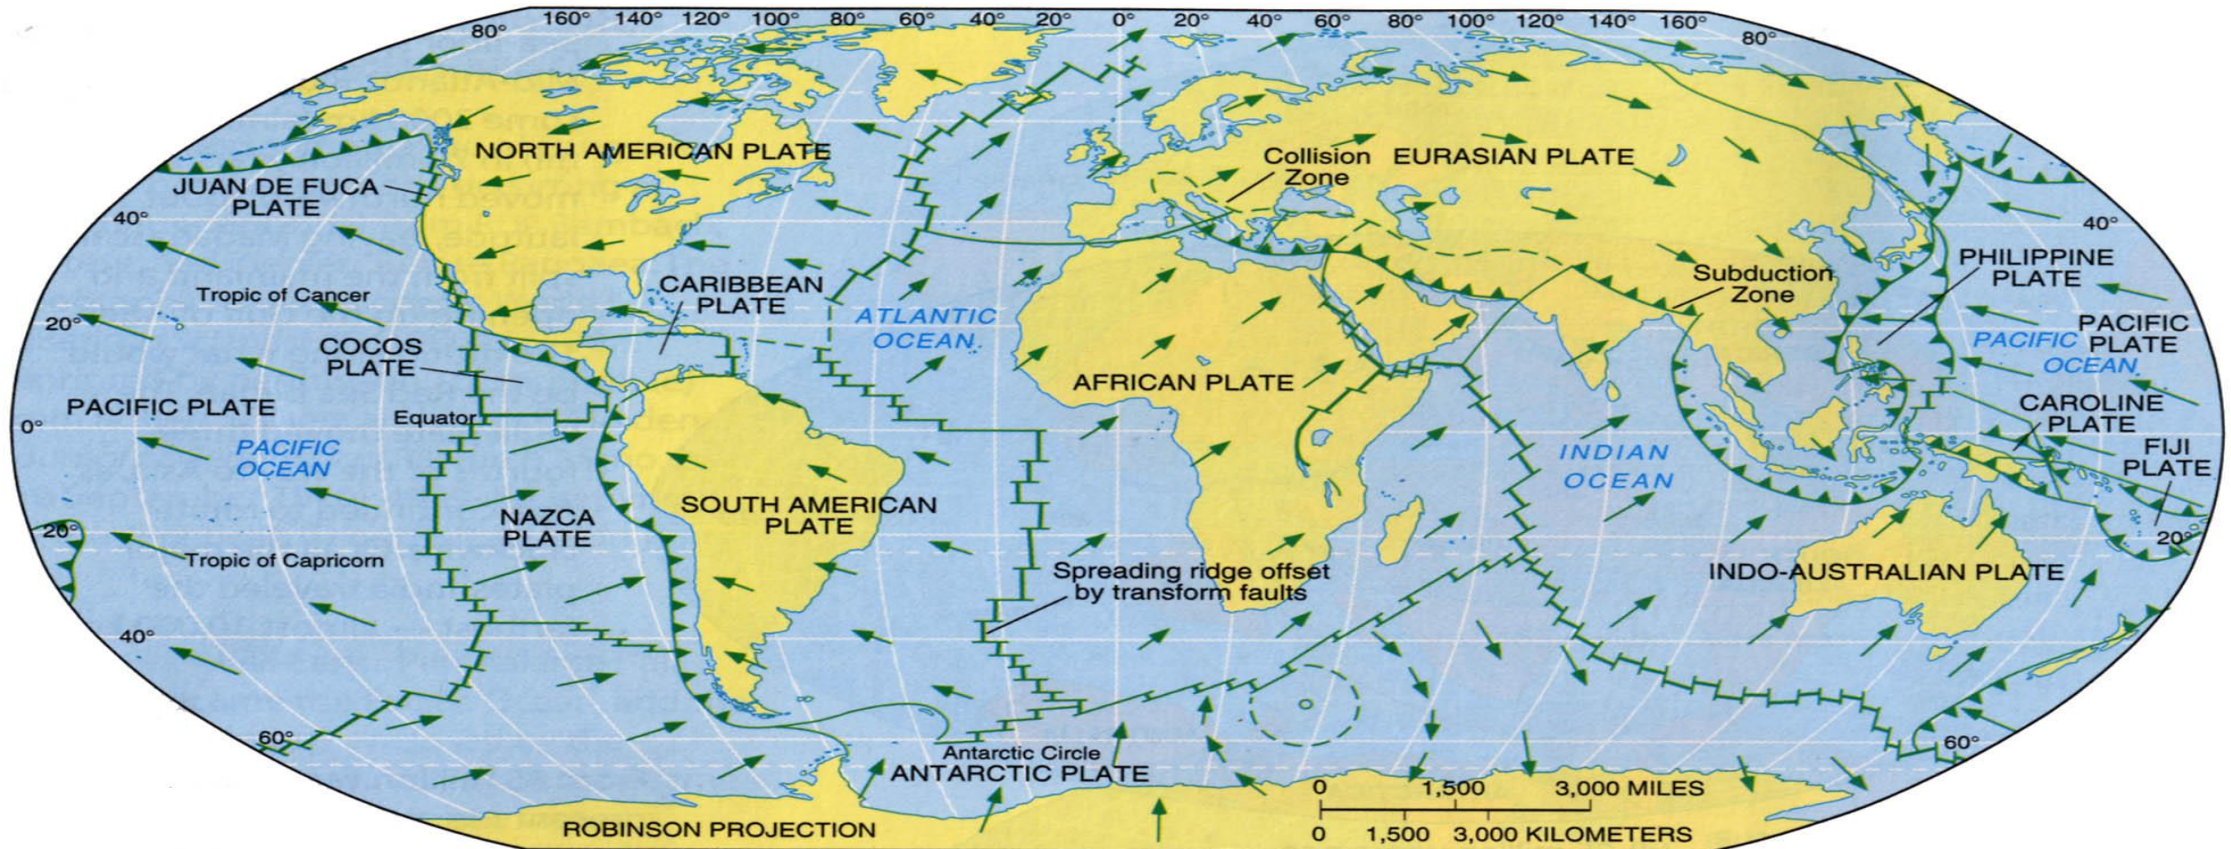 160° 140° 120° 100° 80° 60° 40° 20° 0° 20° 40° 60° 80° 100° 120° 140° 160°
80°
80°
NORTH AMERICAN PLATE
Collision
Zone
EURASIAN PLATE
JUAN DE FUCA
PLATE
40°
40°
PHILIPPINE
PLATE
Subduction
Zone
CARIBBEAN
PLATE
Tropic of Cancer
ATLANTIC
OCEAN
20°
PACIFIC
PLATE
PACIFIC
OCEAN
COCOS
PLATE
AFRICAN PLATE
PACIFIC PLATE
Equator
CAROLINE
PLATE
0°
PACIFIC
OCEAN
INDIAN
OCEAN
FIJI
PLATE
SOUTH AMERICAN
PLATE
NAZCA
PLATE
20°
20°
Tropic of Capricorn
Spreading ridge offset
by transform faults
INDO-AUSTRALIAN PLATE
40°
60°
60°
Antarctic Circle
ANTARCTIC PLATE
0 1,500 3,000 MILES
0 1,500 3,000 KILOMETERS
ROBINSON PROJECTION